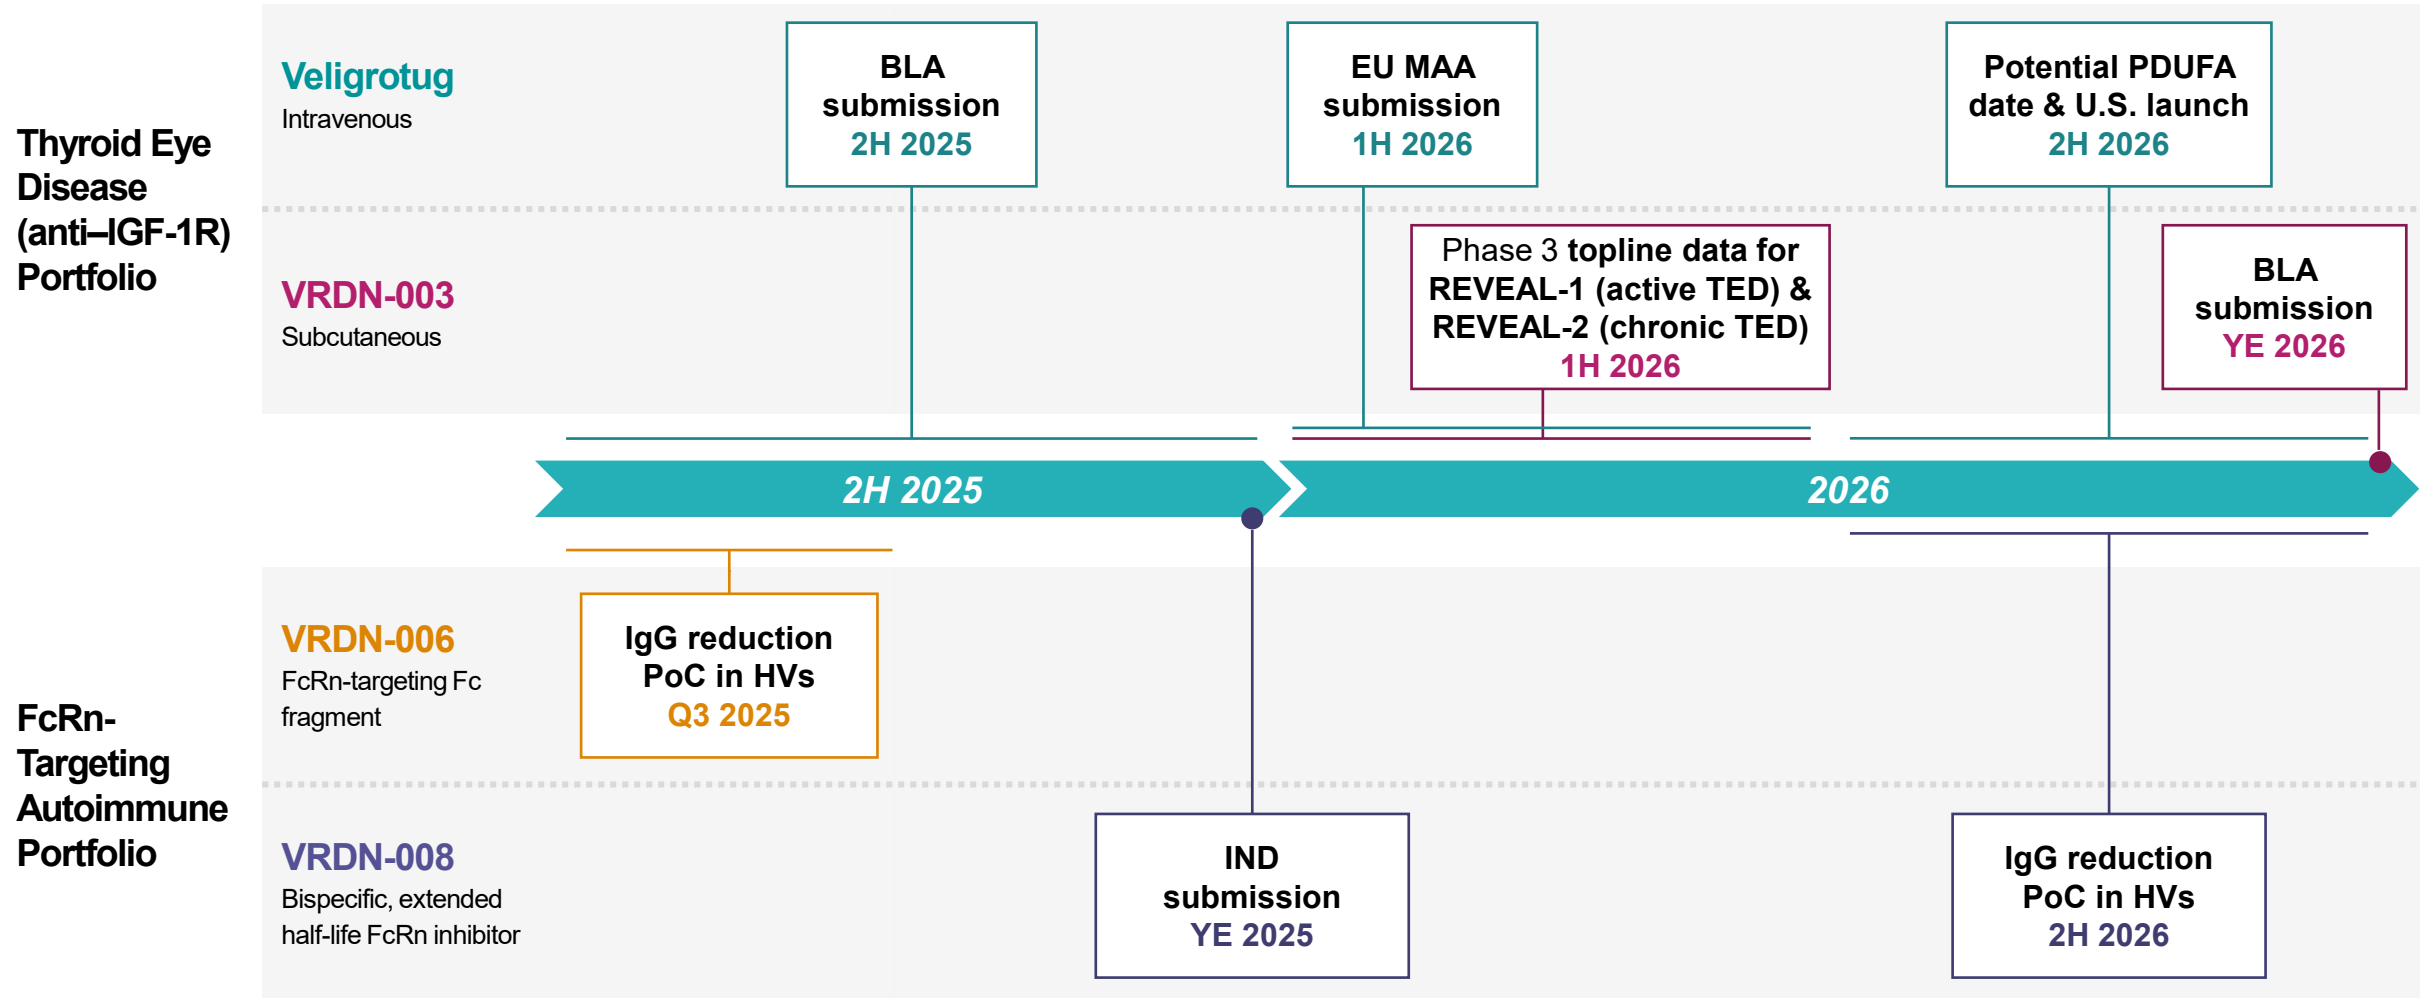 Thyroid Eye
Disease
(anti–IGF-1R)
Portfolio
Veligrotug
Intravenous
BLA
submission
2H 2025
EU MAA
submission
1H 2026
Potential PDUFA
date & U.S. launch
2H 2026
VRDN-003
Subcutaneous
Phase 3 topline data for
REVEAL-1 (active TED) &
REVEAL-2 (chronic TED)
1H 2026
BLA
submission
YE 2026
2H 2025
2026
FcRn-
Targeting
Autoimmune
Portfolio
VRDN-006
FcRn-targeting Fc
fragment
IgG reduction
PoC in HVs
Q3 2025
VRDN-008
Bispecific, extended
half-life FcRn inhibitor
IND
submission
YE 2025
IgG reduction
PoC in HVs
2H 2026